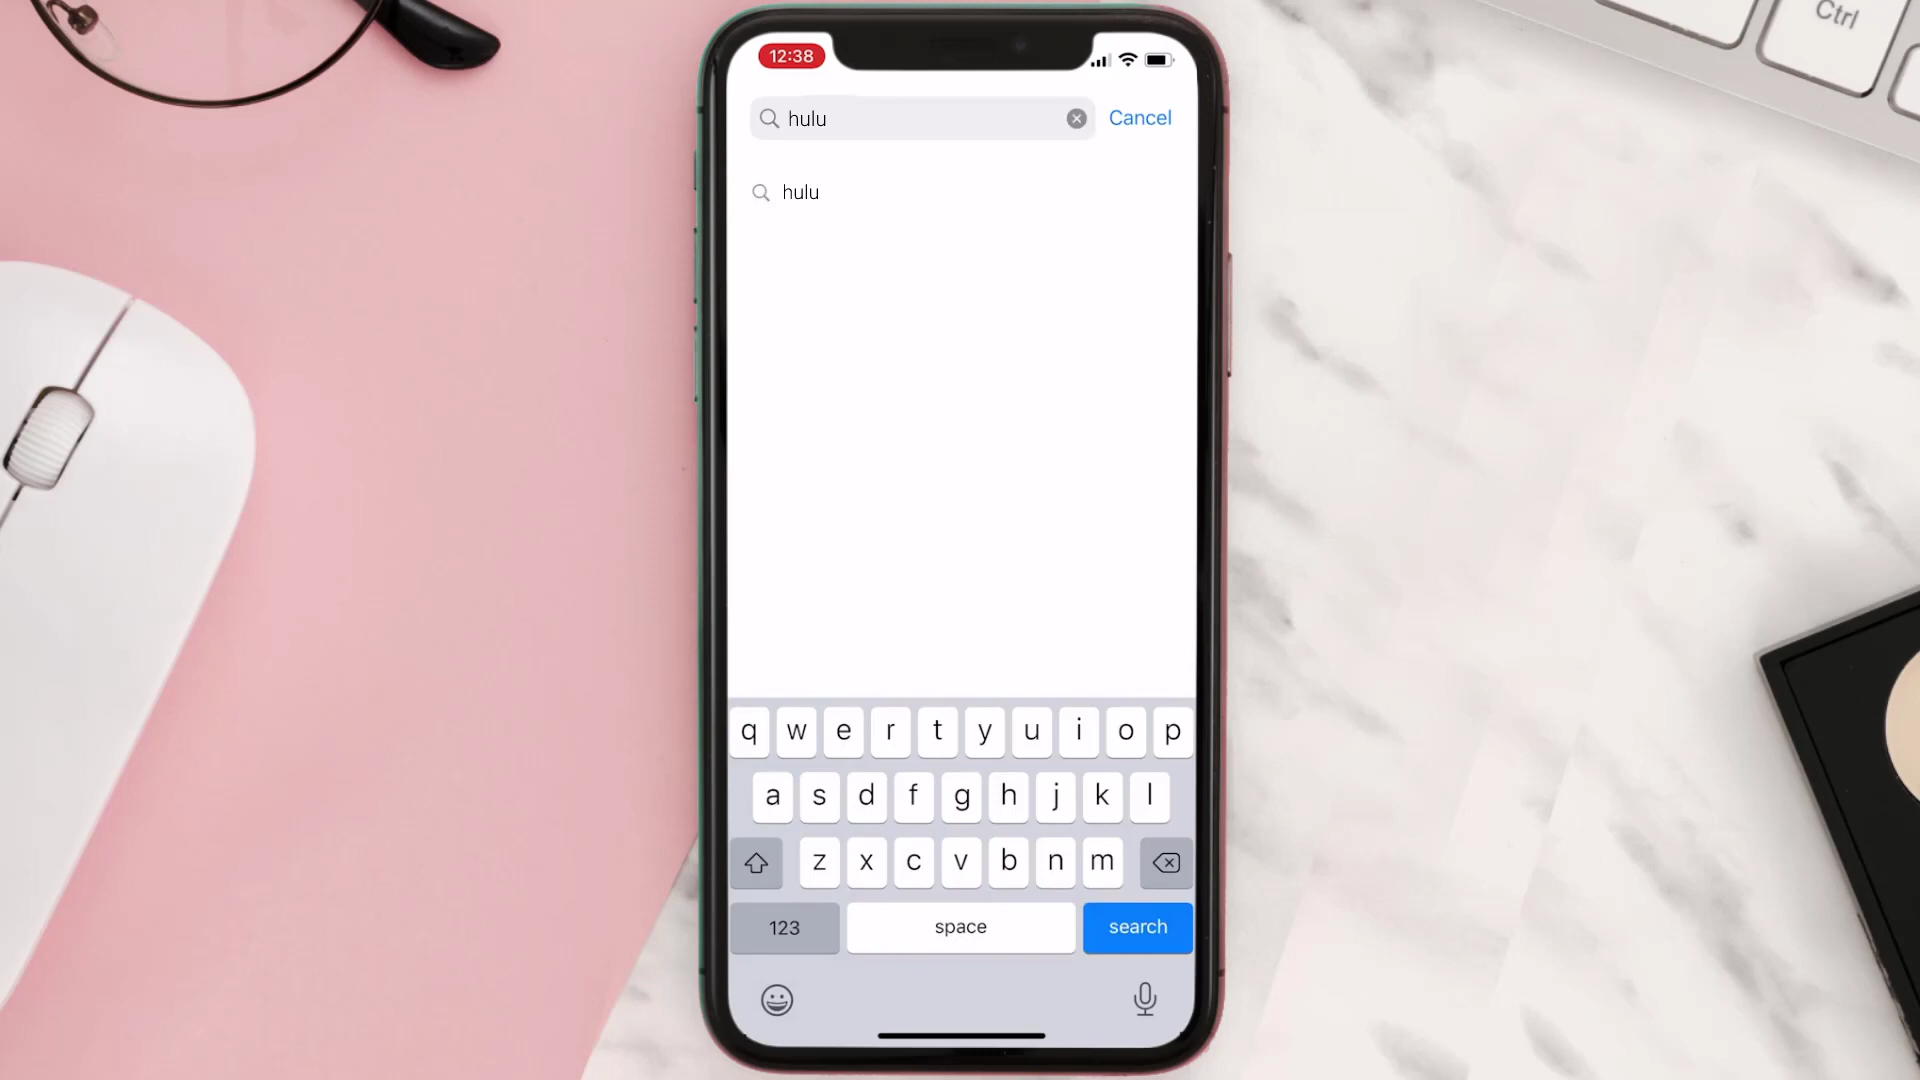 12:38
hulu
Cancel
hulu
q w e r t y u i o p
a s d f g h j k l
z x c v b n m
123
space
search
Ctrl